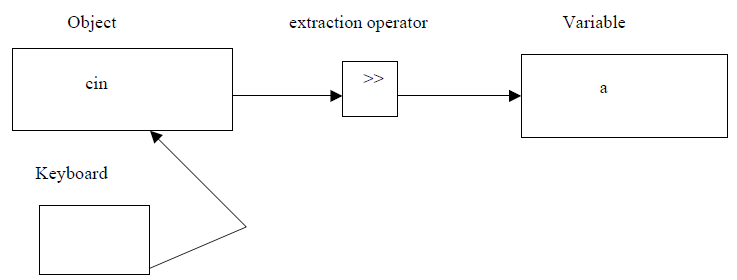 Object extraction operator Variable
cin >> a
Keyboard